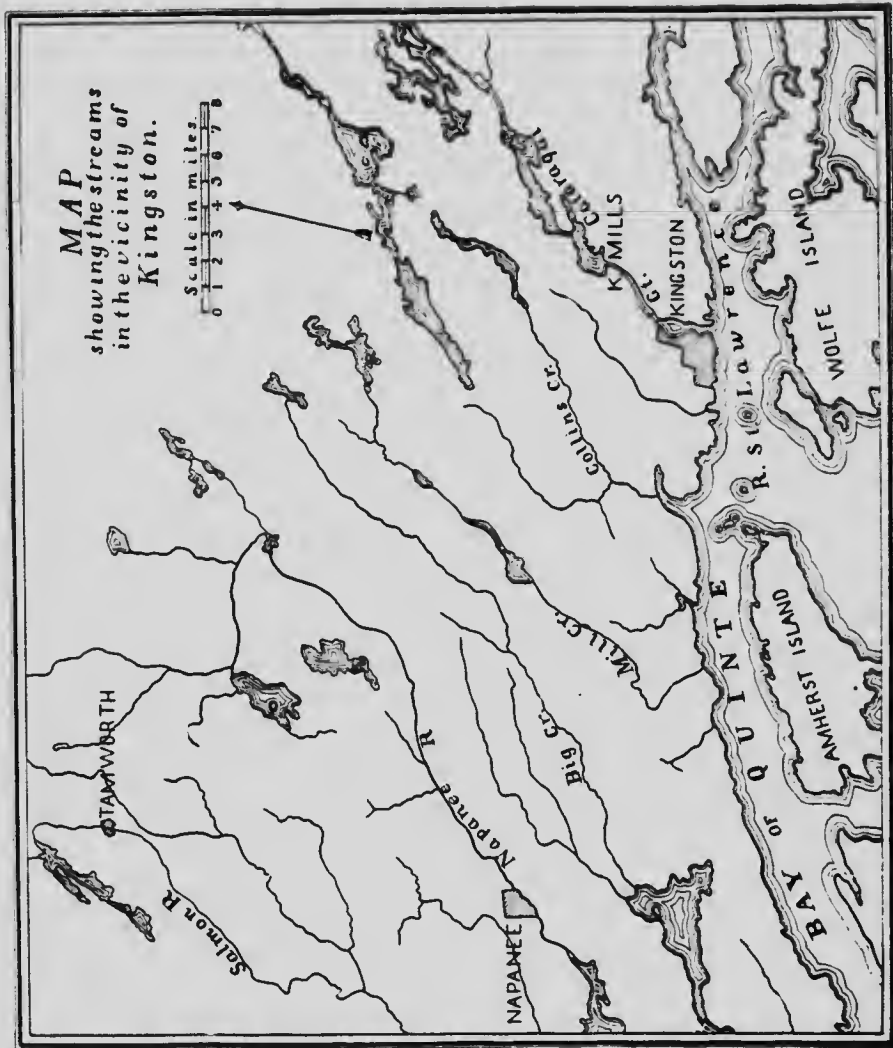 MAP
showing the streams
in the vicinity of
Kingston.
Scale in miles.
0 1 2 3 4 5 6 7 8
TAMWORTH
Salmon R
Napanee R
NAPANEE
Big Cr.
Mill Cr.
Collins Cr.
Cataraqui Cr.
K. MILLS
KINGSTON
R. St Lawrence
WOLFE ISLAND
AMHERST ISLAND
BAY OF QUINTE